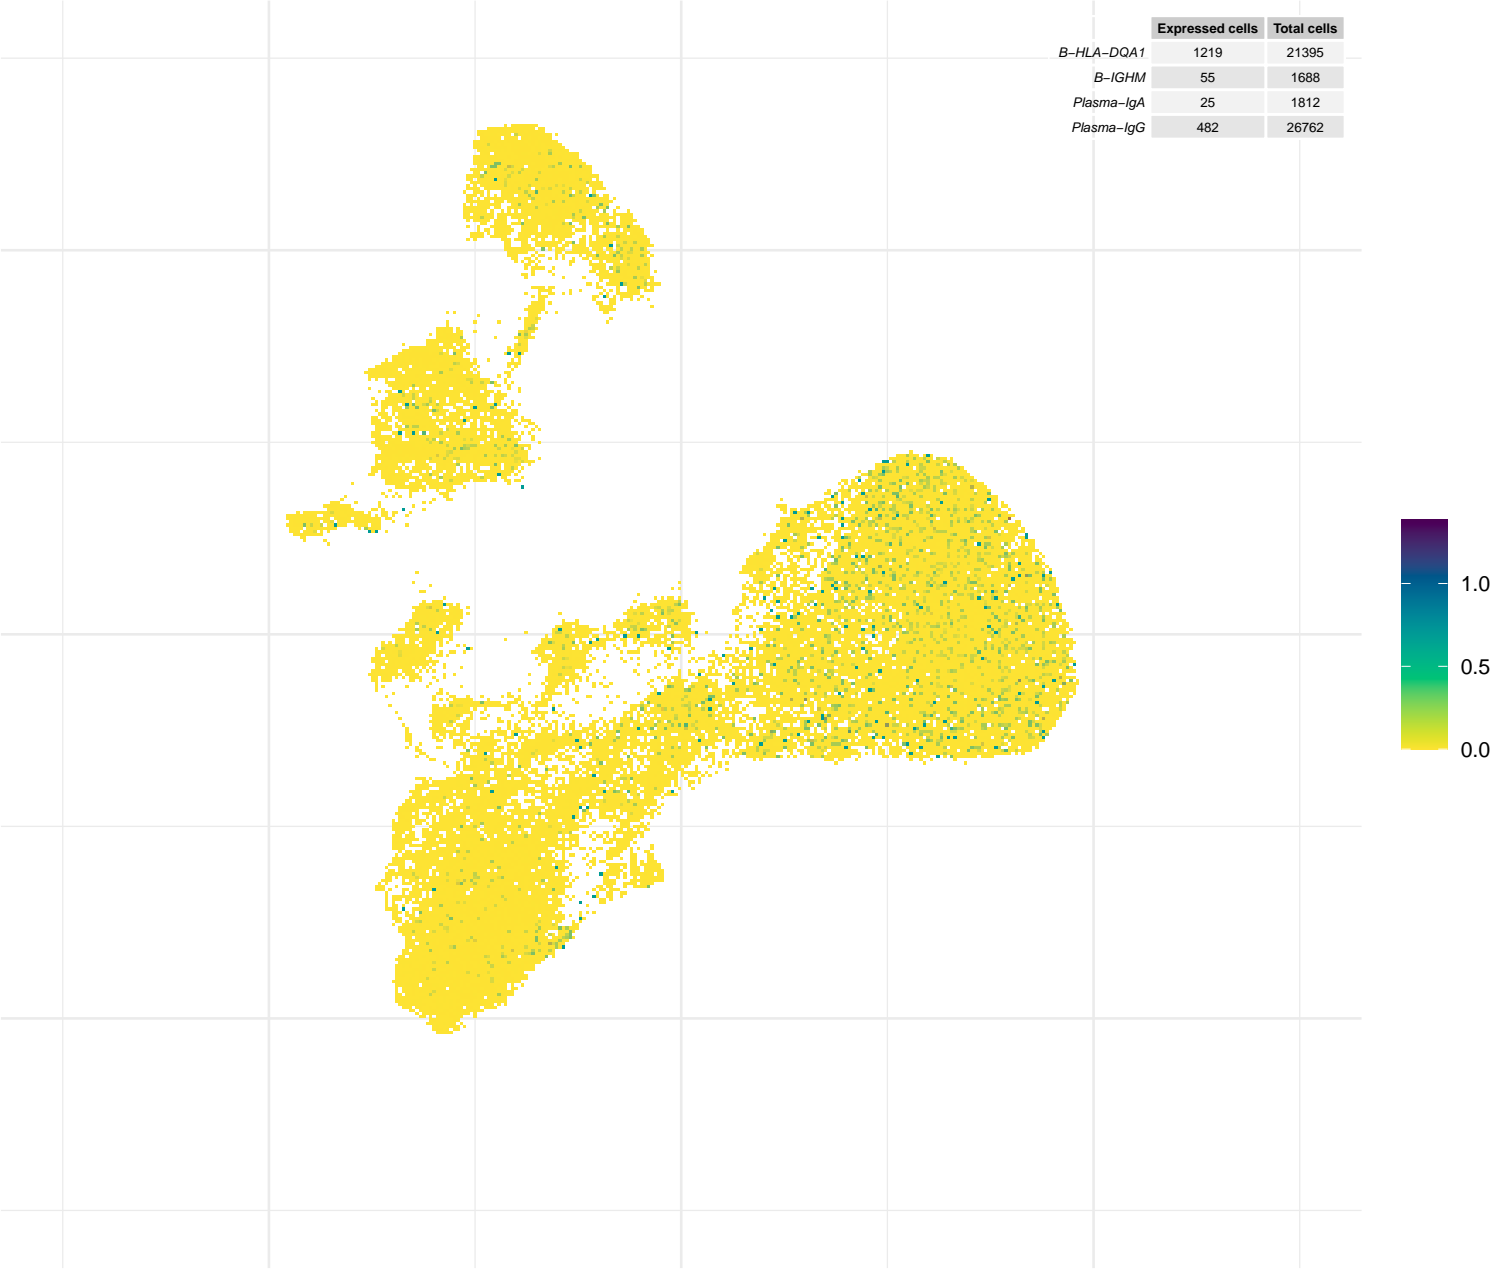 Expressed cells Total cells
B−HLA−DQA1 1219 21395
B−IGHM 55 1688
Plasma−IgA 25 1812
Plasma−IgG 482 26762
1.0
0.5
0.0